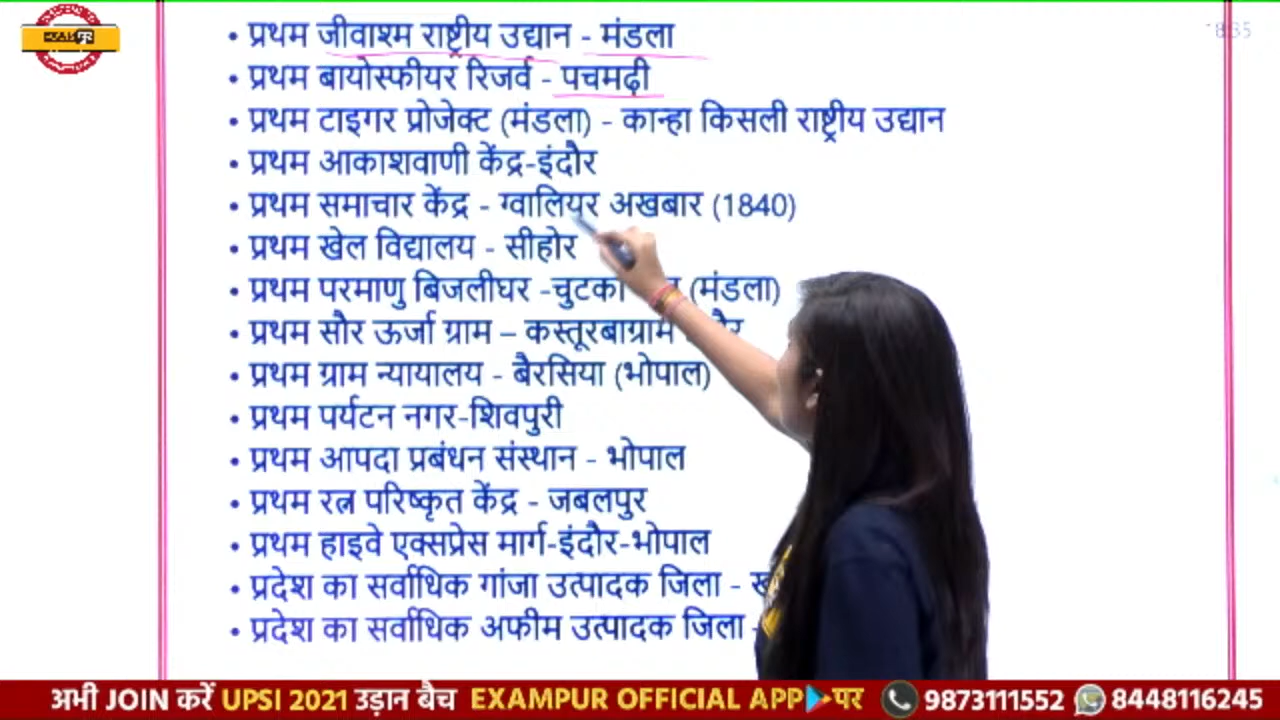 EXAMपुर
• प्रथम जीवाश्म राष्ट्रीय उद्यान - मंडला
• प्रथम बायोस्फीयर रिजर्व - पचमढ़ी
• प्रथम टाइगर प्रोजेक्ट (मंडला) - कान्हा किसली राष्ट्रीय उद्यान
• प्रथम आकाशवाणी केंद्र-इंदौर
• प्रथम समाचार केंद्र - ग्वालियर अखबार (1840)
• प्रथम खेल विद्यालय - सीहोर
• प्रथम परमाणु बिजलीघर -चुटका (मंडला)
• प्रथम सौर ऊर्जा ग्राम – कस्तूरबाग्राम
• प्रथम ग्राम न्यायालय - बैरसिया (भोपाल)
• प्रथम पर्यटन नगर-शिवपुरी
• प्रथम आपदा प्रबंधन संस्थान - भोपाल
• प्रथम रत्न परिष्कृत केंद्र - जबलपुर
• प्रथम हाइवे एक्सप्रेस मार्ग-इंदौर-भोपाल
• प्रदेश का सर्वाधिक गांजा उत्पादक जिला -
• प्रदेश का सर्वाधिक अफीम उत्पादक जिला -
अभी JOIN करें UPSI 2021 उड़ान बैच EXAMPUR OFFICIAL APP पर 9873111552 8448116245